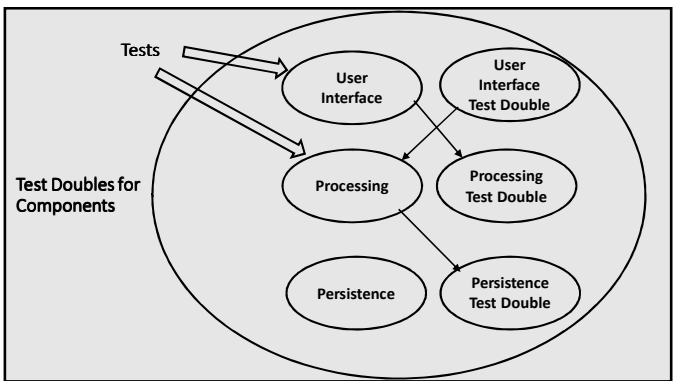 Tests
User
Interface
User
Interface
Test Double
Processing
Processing
Test Double
Test Doubles for
Components
Persistence
Persistence
Test Double